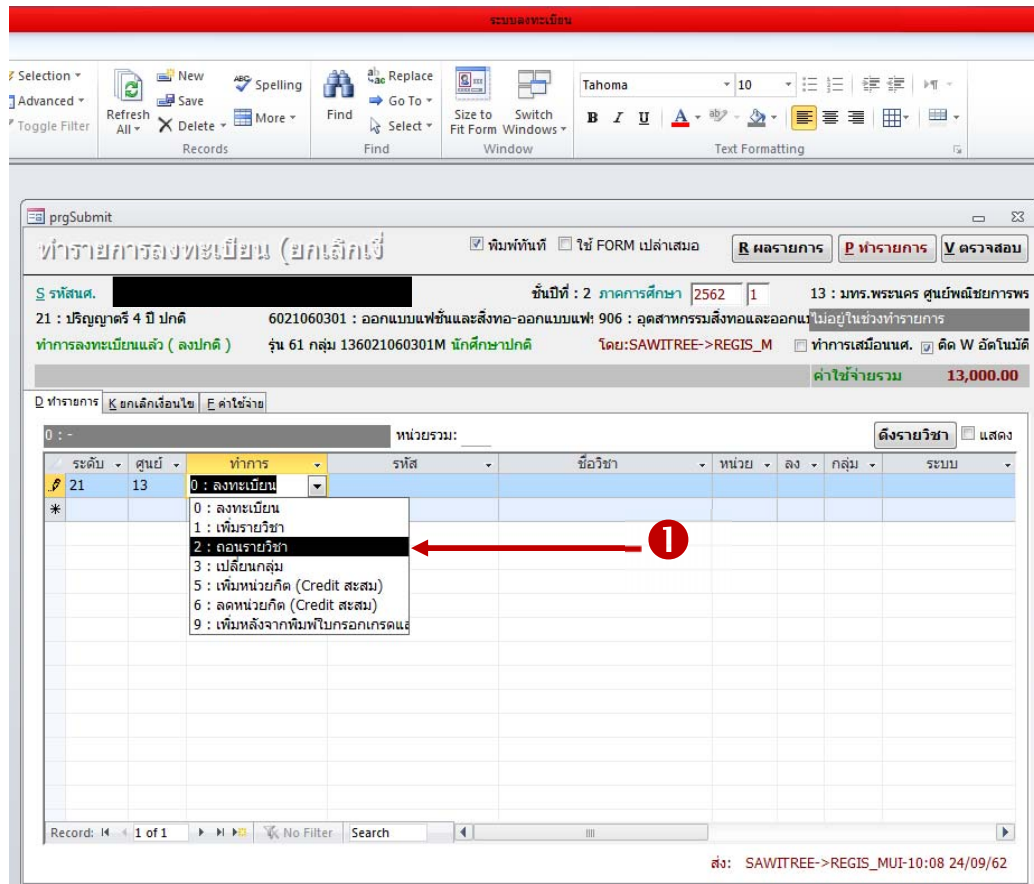 ระบบลงทะเบียน
Selection New Spelling Replace Tahoma 10
Advanced Save Go To
Toggle Filter Refresh All Delete More Find Select Size to Fit Form Switch Windows B I U A
Records Find Window Text Formatting
prgSubmit
ทำรายการลงทะเบียน (ยกเลิกเงื่ พิมพ์ทันที ใช้ FORM เปล่าเสมอ R ผลรายการ P ทำรายการ V ตรวจสอบ
S รหัสนศ. ชั้นปีที่ : 2 ภาคการศึกษา 2562 1 13 : มทร.พระนคร ศูนย์พณิชยการพร
21 : ปริญญาตรี 4 ปี ปกติ 6021060301 : ออกแบบแฟชั่นและสิ่งทอ-ออกแบบแฟ 906 : อุตสาหกรรมสิ่งทอและออกแ ไม่อยู่ในช่วงทำรายการ
ทำการลงทะเบียนแล้ว ( ลงปกติ ) รุ่น 61 กลุ่ม 136021060301M นักศึกษาปกติ โดย:SAWITREE->REGIS_M ทำการเสมือนนศ. ติด W อัตโนมัติ
ค่าใช้จ่ายรวม 13,000.00
D ทำรายการ K ยกเลิกเงื่อนไข F ค่าใช้จ่าย
0 : - หน่วยรวม: ดึงรายวิชา แสดง
ระดับ ศูนย์ ทำการ รหัส ชื่อวิชา หน่วย ลง กลุ่ม ระบบ
21 13 0 : ลงทะเบียน
0 : ลงทะเบียน
1 : เพิ่มรายวิชา
2 : ถอนรายวิชา
1
3 : เปลี่ยนกลุ่ม
5 : เพิ่มหน่วยกิต (Credit สะสม)
6 : ลดหน่วยกิต (Credit สะสม)
9 : เพิ่มหลังจากพิมพ์ใบกรอกเกรดแล
Record: 1 of 1 No Filter Search
ส่ง: SAWITREE->REGIS_MUI-10:08 24/09/62